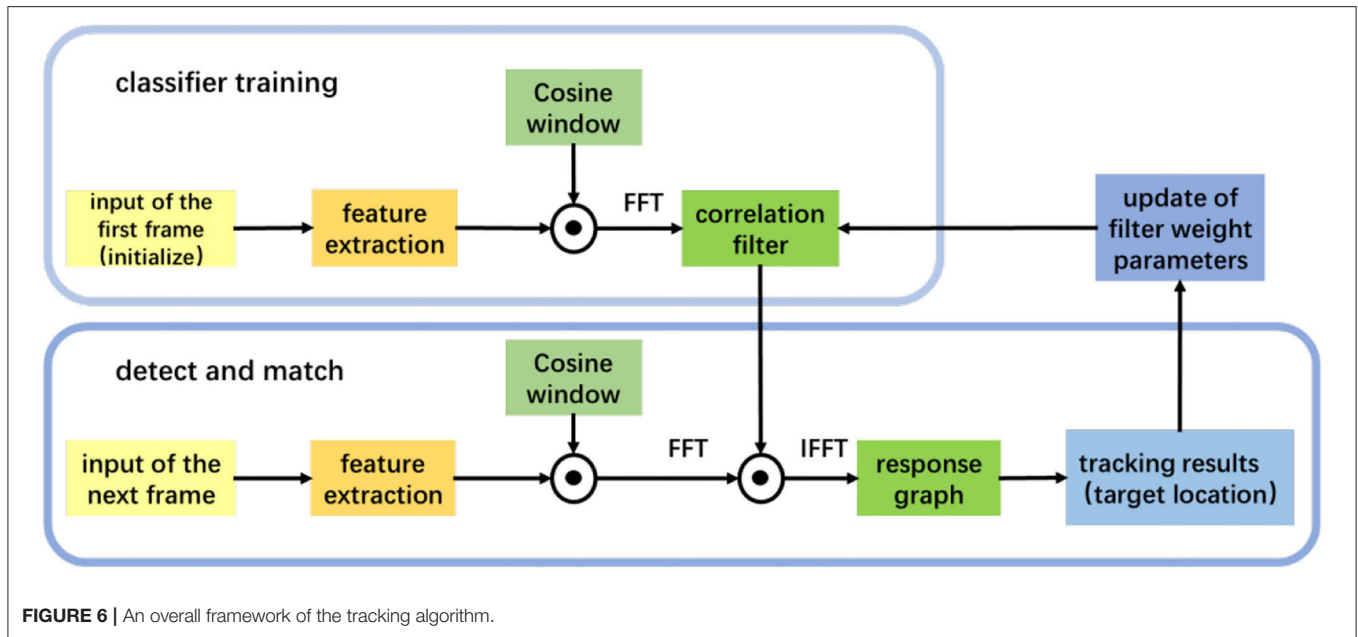 classifier training
Cosine
window
input of the
first frame
(initialize)
feature
extraction
FFT
correlation
filter
update of
filter weight
parameters
detect and match
Cosine
window
input of the
next frame
feature
extraction
FFT
IFFT
response
graph
tracking results
(target location)
FIGURE 6 | An overall framework of the tracking algorithm.